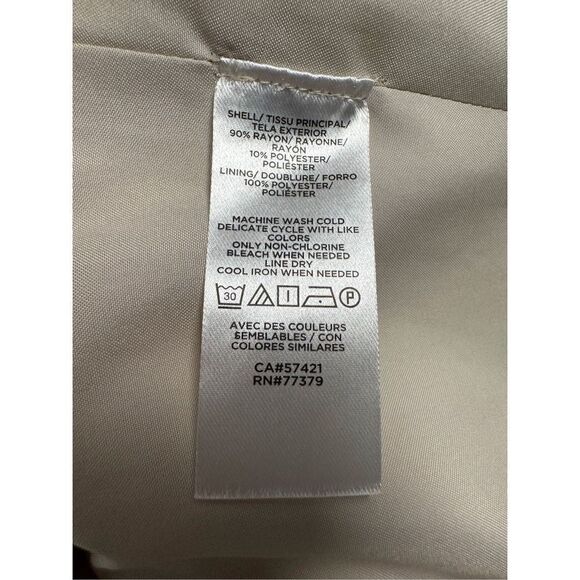 SHELL/ TISSU PRINCIPAL/
TELA EXTERIOR
90% RAYON/ RAYONNE/
RAYÓN
10% POLYESTER/
POLIÉSTER
LINING/ DOUBLURE/ FORRO
100% POLYESTER/
POLIÉSTER
MACHINE WASH COLD
DELICATE CYCLE WITH LIKE
COLORS
ONLY NON-CHLORINE
BLEACH WHEN NEEDED
LINE DRY
COOL IRON WHEN NEEDED
30 P
AVEC DES COULEURS
SEMBLABLES / CON
COLORES SIMILARES
CA#57421
RN#77379